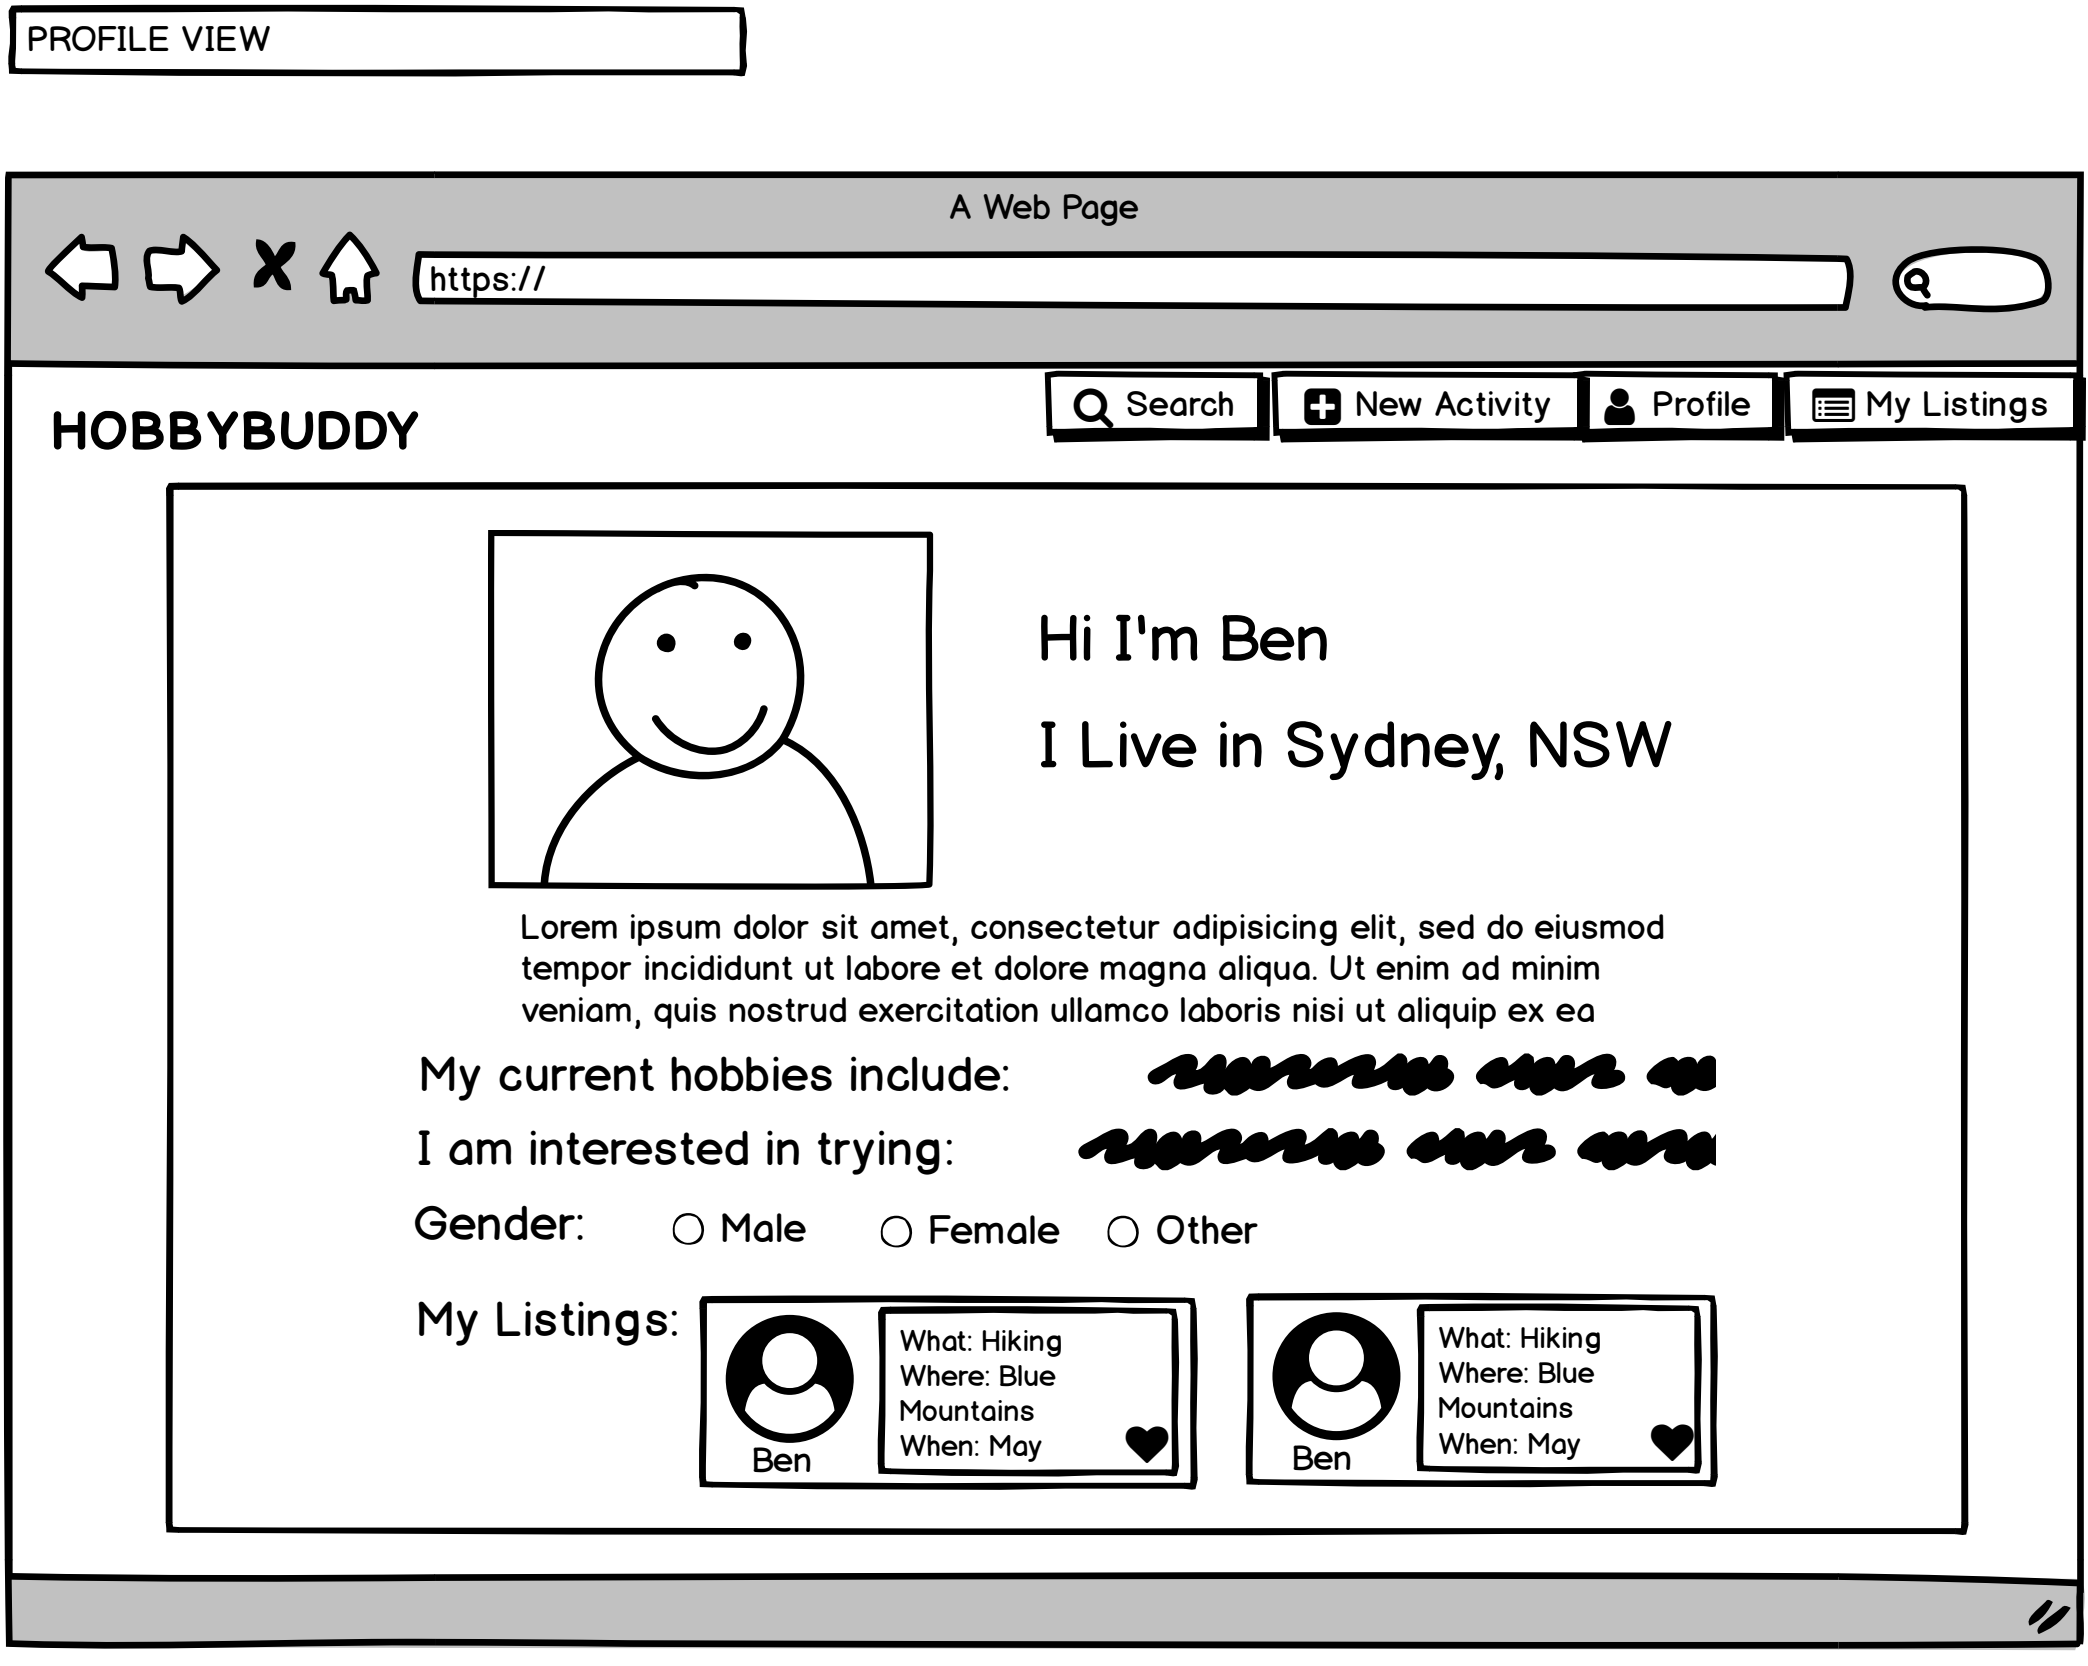 PROFILE VIEW
A Web Page
https://
Search
New Activity
Profile
My Listings
HOBBYBUDDY
Hi I'm Ben
I Live in Sydney, NSW
Lorem ipsum dolor sit amet, consectetur adipisicing elit, sed do eiusmod
tempor incididunt ut labore et dolore magna aliqua. Ut enim ad minim
veniam, quis nostrud exercitation ullamco laboris nisi ut aliquip ex ea
My current hobbies include:
I am interested in trying:
Gender:
Male
Female
Other
My Listings:
Ben
What: Hiking
Where: Blue
Mountains
When: May
Ben
What: Hiking
Where: Blue
Mountains
When: May